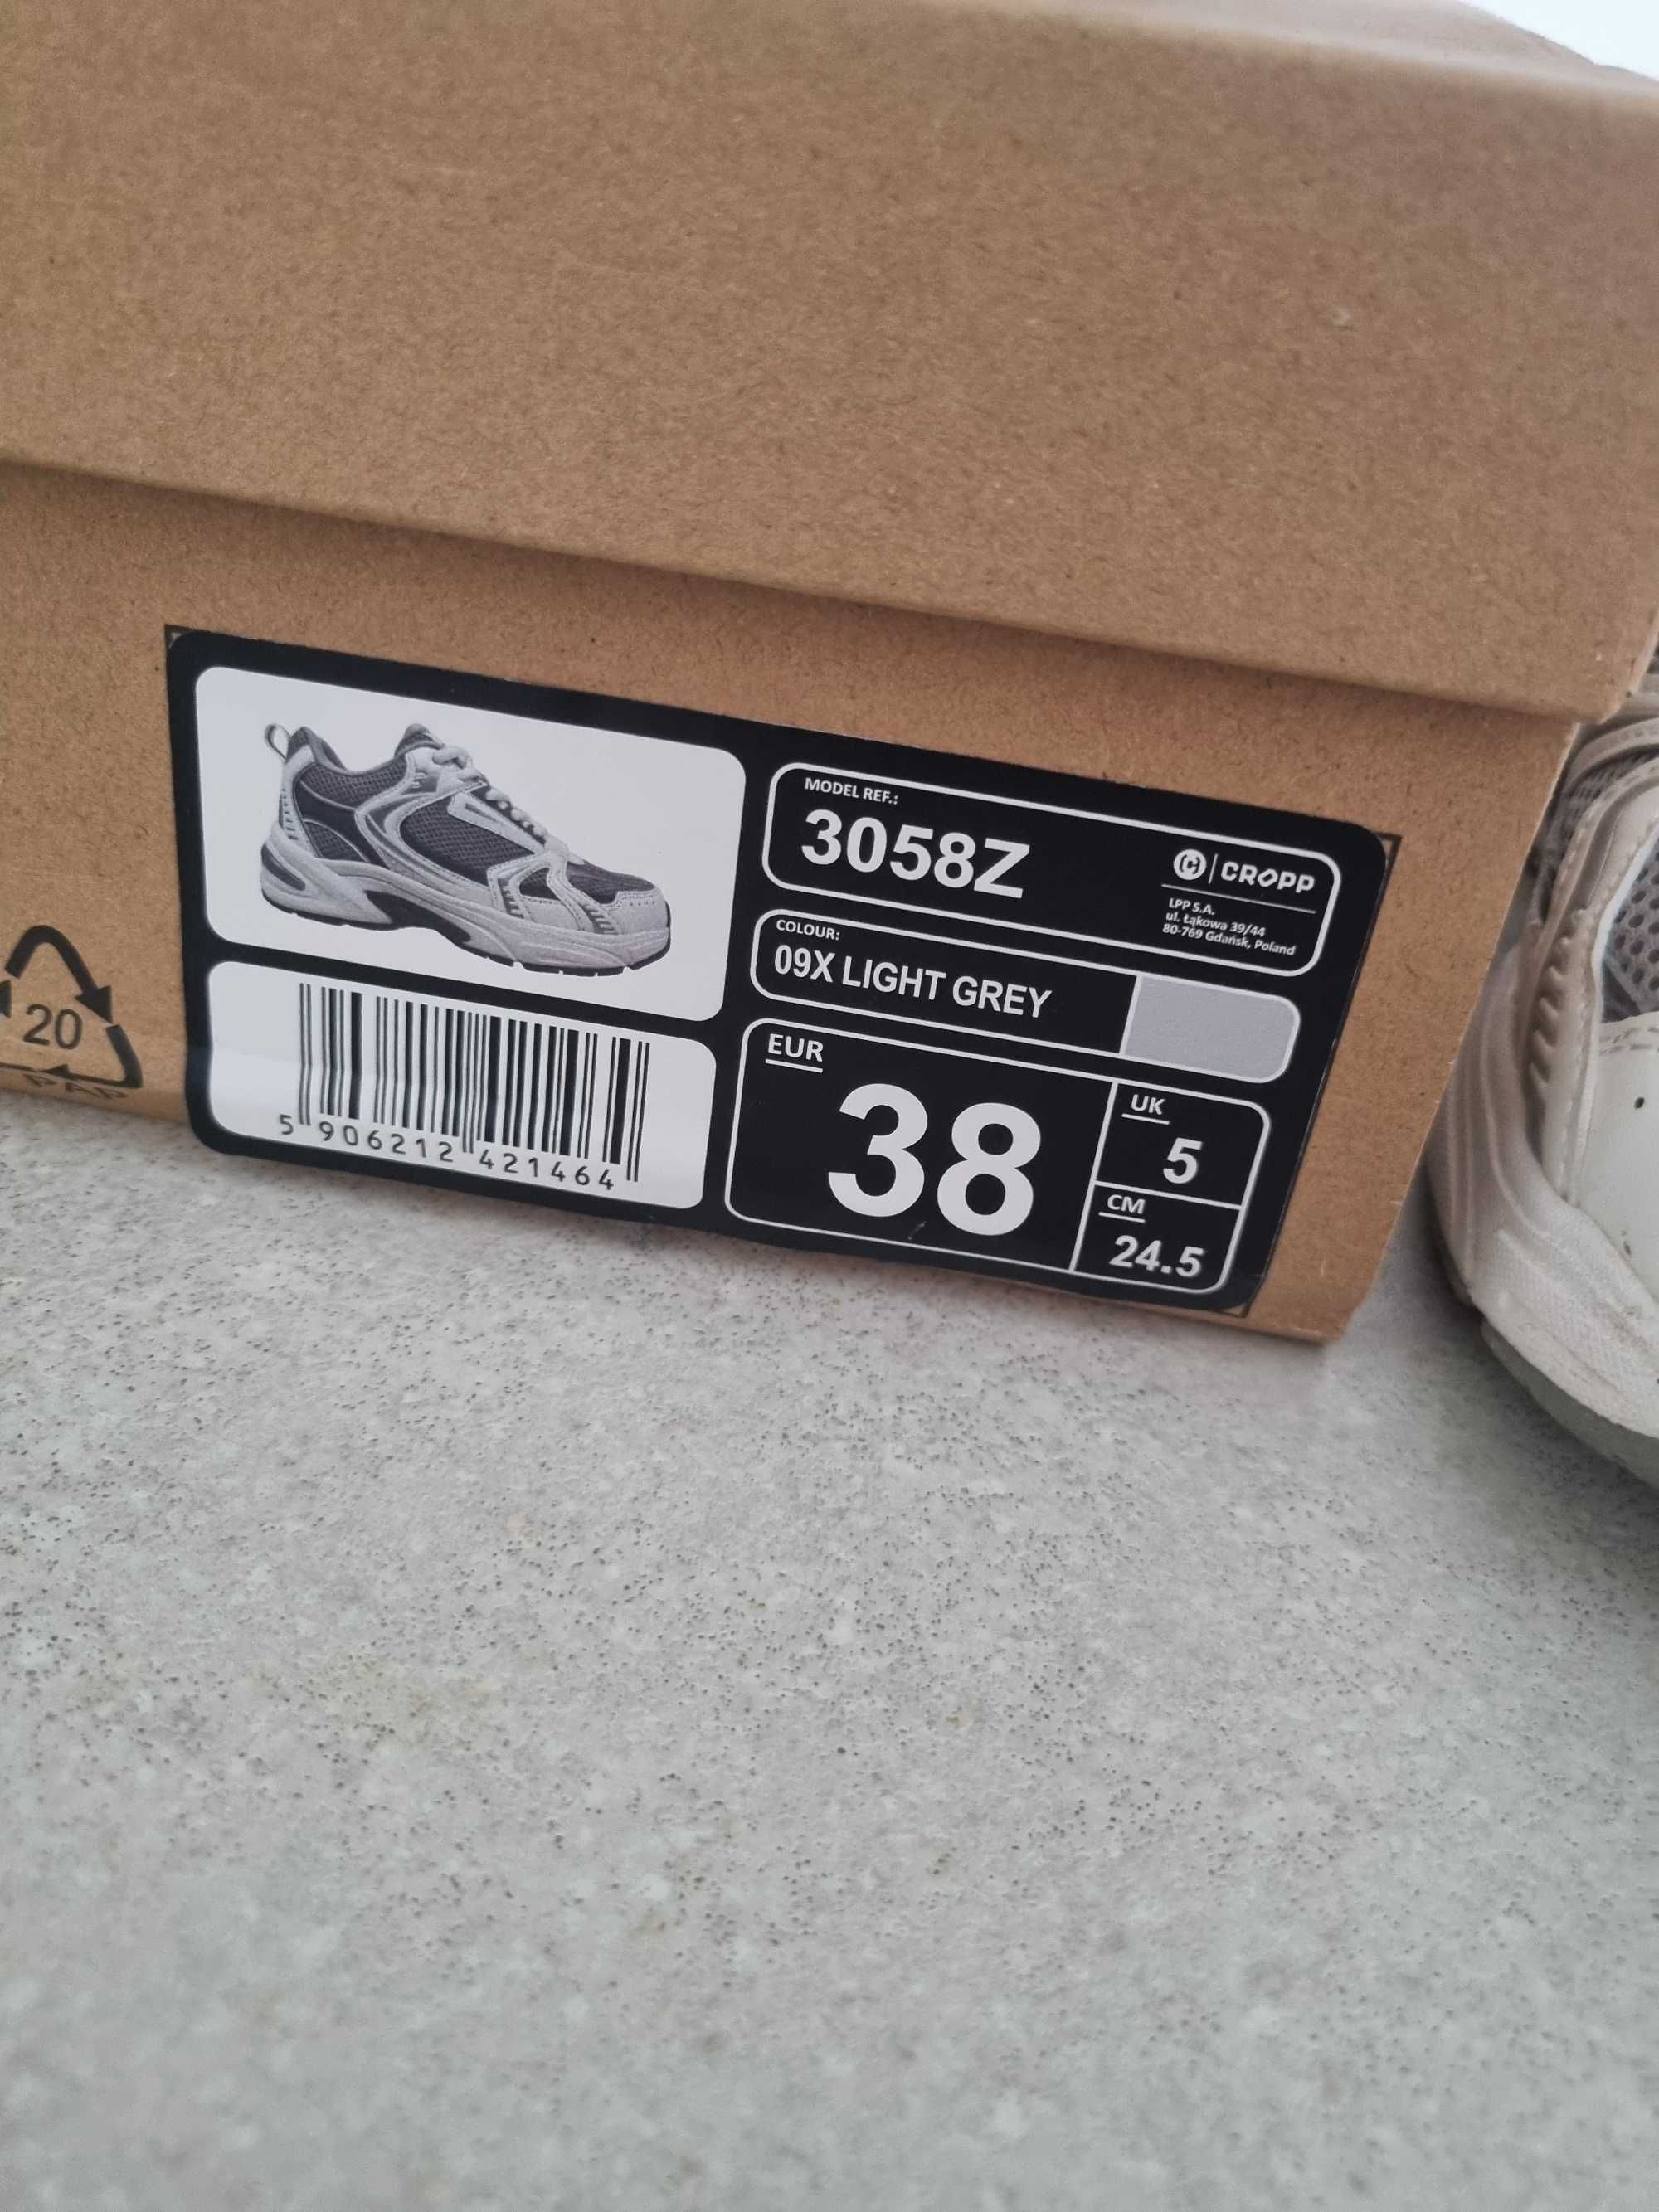 MODEL REF.:
3058Z
CROPP
LPP S.A.
ul. Łąkowa 39/44
80-769 Gdańsk, Poland
COLOUR:
09X LIGHT GREY
EUR
38
UK
5
CM
24.5
5 906212 421464
20
PAP